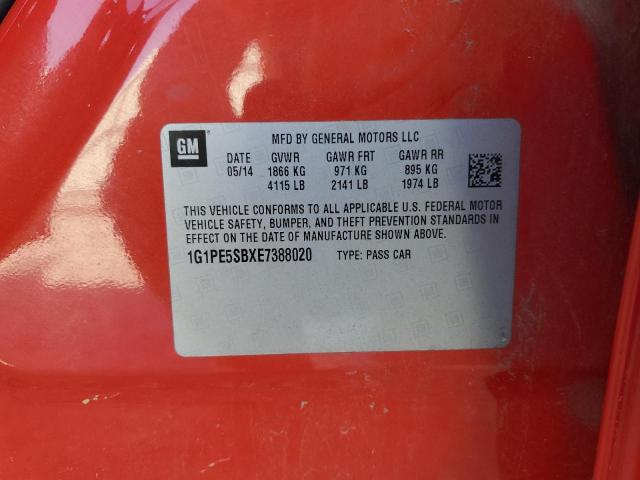 GM
MFD BY GENERAL MOTORS LLC
DATE GVWR GAWR FRT GAWR RR
05/14 1866 KG 971 KG 895 KG
4115 LB 2141 LB 1974 LB
THIS VEHICLE CONFORMS TO ALL APPLICABLE U.S. FEDERAL MOTOR
VEHICLE SAFETY, BUMPER, AND THEFT PREVENTION STANDARDS IN
EFFECT ON THE DATE OF MANUFACTURE SHOWN ABOVE.
1G1PE5SBXE7388020 TYPE: PASS CAR